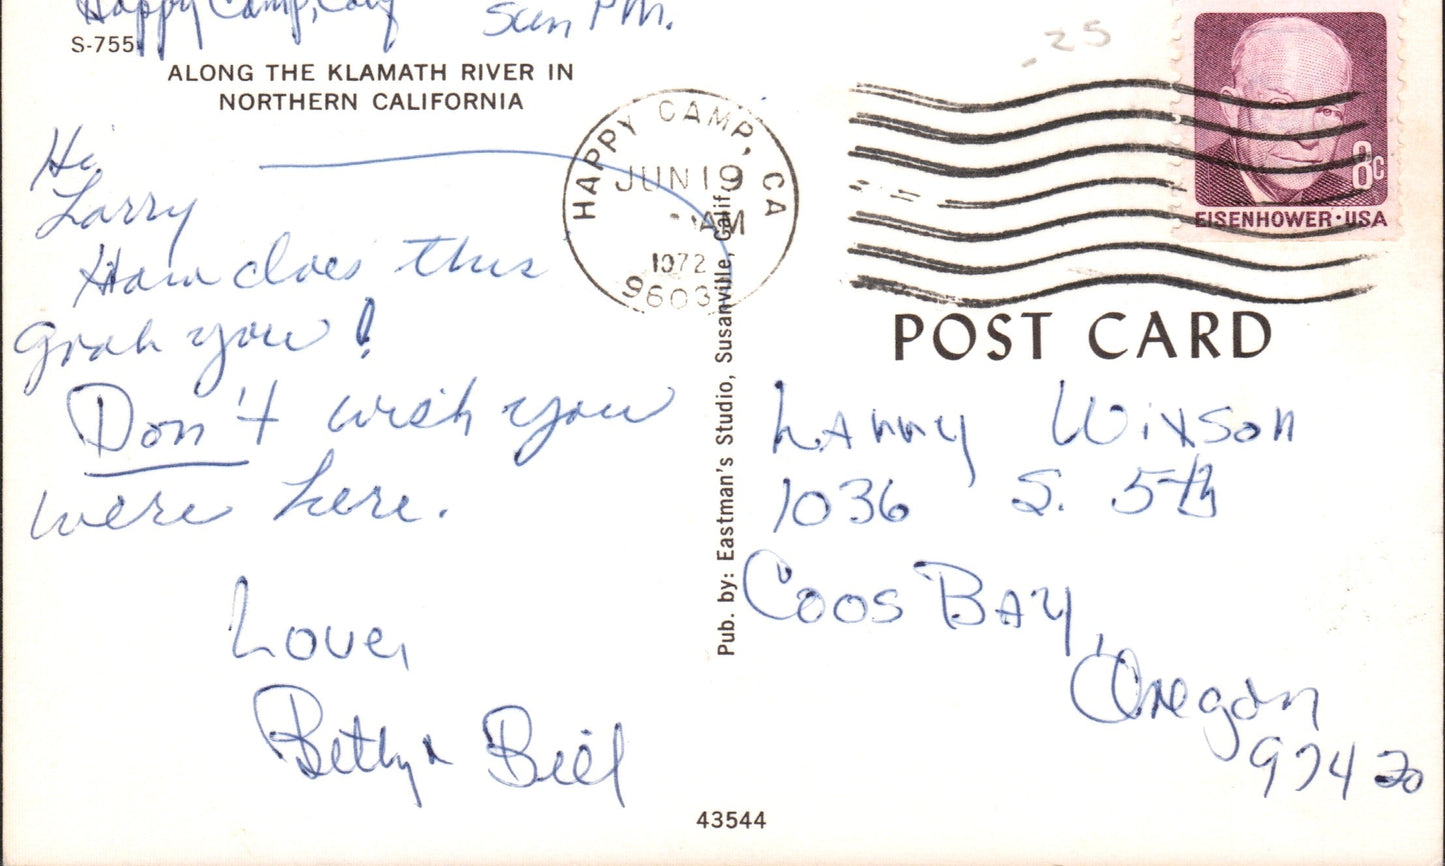 Happy Camp, Calif
Sun PM.
S-755
ALONG THE KLAMATH RIVER IN
NORTHERN CALIFORNIA
Hi
Larry
How does this
grab you!
Don't wish you
were here.
Love,
Betty & Bill
.25
HAPPY CAMP, CA
JUN 19
AM
1972
9603
8c
EISENHOWER · USA
POST CARD
Pub. by: Eastman's Studio, Susanville, Calif.
Larry Wixson
1036 S. 5th
Coos Bay,
Oregon
97420
43544